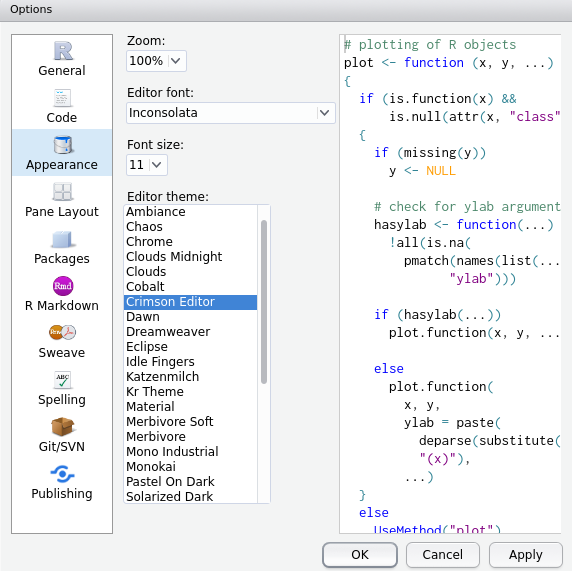 Options
General
Code
Appearance
Pane Layout
Packages
Rmd
R Markdown
Sweave
ABC
Spelling
Git/SVN
Publishing
Zoom:
100%
Editor font:
Inconsolata
Font size:
11
Editor theme:
Ambiance
Chaos
Chrome
Clouds Midnight
Clouds
Cobalt
Crimson Editor
Dawn
Dreamweaver
Eclipse
Idle Fingers
Katzenmilch
Kr Theme
Material
Merbivore Soft
Merbivore
Mono Industrial
Monokai
Pastel On Dark
Solarized Dark
# plotting of R objects
plot <- function (x, y, ...)
{
  if (is.function(x) &&
      is.null(attr(x, "class"
  {
    if (missing(y))
      y <- NULL
    # check for ylab argument
    hasylab <- function(...)
      !all(is.na(
        pmatch(names(list(...
              "ylab")))
    if (hasylab(...))
      plot.function(x, y, ...
    else
      plot.function(
        x, y,
        ylab = paste(
          deparse(substitute(
          "(x)"),
        ...)
  }
  else
    UseMethod("plot")
OK
Cancel
Apply